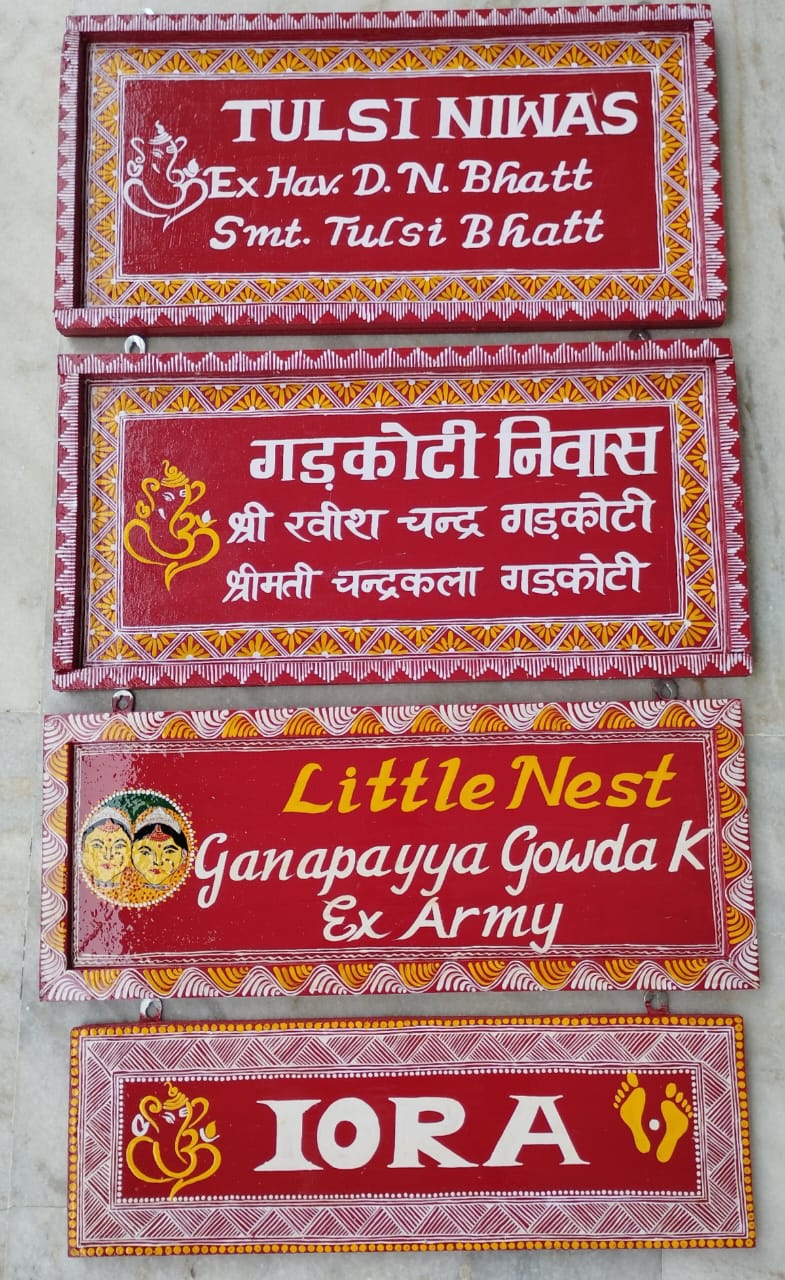 TULSI NIWAS
Ex Hav. D. N. Bhatt
Smt. Tulsi Bhatt
गड़कोटी निवास
श्री रवीश चन्द्र गड़कोटी
श्रीमती चन्द्रकला गड़कोटी
Little Nest
Ganapayya Gowda K
Ex Army
IORA